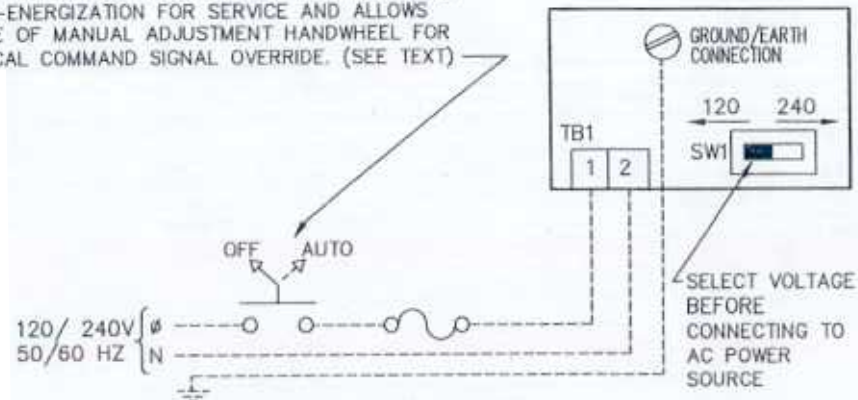 -ENERGIZATION FOR SERVICE AND ALLOWS
E OF MANUAL ADJUSTMENT HANDWHEEL FOR
CAL COMMAND SIGNAL OVERRIDE. (SEE TEXT)
GROUND/EARTH
CONNECTION
120 240
TB1
SW1
1 2
OFF AUTO
SELECT VOLTAGE
BEFORE
CONNECTING TO
AC POWER
SOURCE
120/ 240V ø
50/60 HZ N